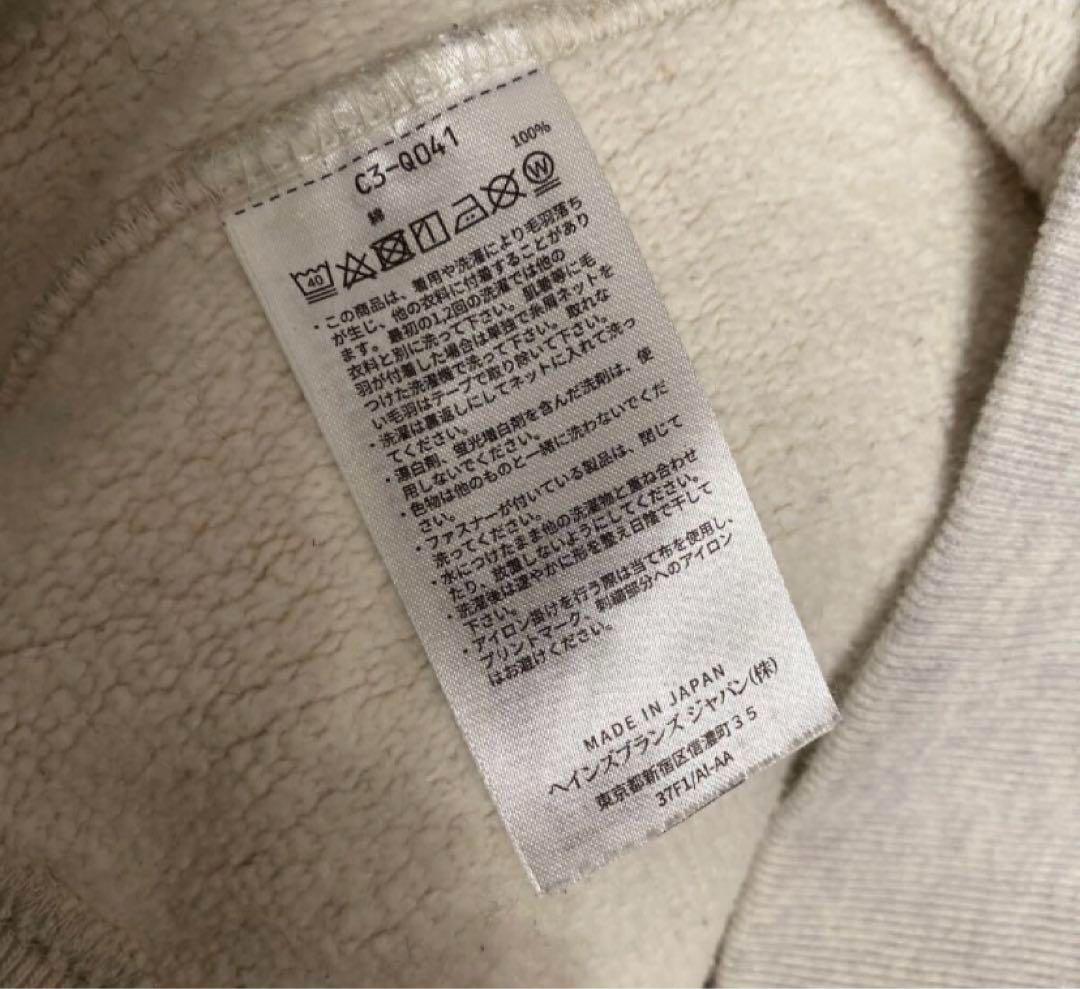 C3-Q041
綿 100%
40
W
・この商品は、着用や洗濯により毛羽落ち
が生じ、他の衣料に付着することがあり
ます。最初の1,2回の洗濯では他の
衣料と別に洗って下さい。肌着等に毛
羽が付着した場合は単独で糸屑ネットを
つけた洗濯機で洗って下さい。取れな
い毛羽はテープで取り除いて下さい。
・洗濯は裏返しにしてネットに入れて洗っ
てください。
・漂白剤、蛍光増白剤を含んだ洗剤は、使
用しないでください。
・色物は他のものと一緒に洗わないでくだ
さい。
・ファスナーが付いている製品は、閉じて
洗ってください。
・水につけたまま他の洗濯物と重ね合わせ
たり、放置しないようにしてください。
・洗濯後は速やかに形を整え日陰で干して
下さい。
・アイロン掛けを行う際は当て布を使用し、
プリントマーク、刺繍部分へのアイロン
はお避けください。
MADE IN JAPAN
ヘインズブランズ ジャパン(株)
東京都新宿区信濃町35
37F1/AI-AA